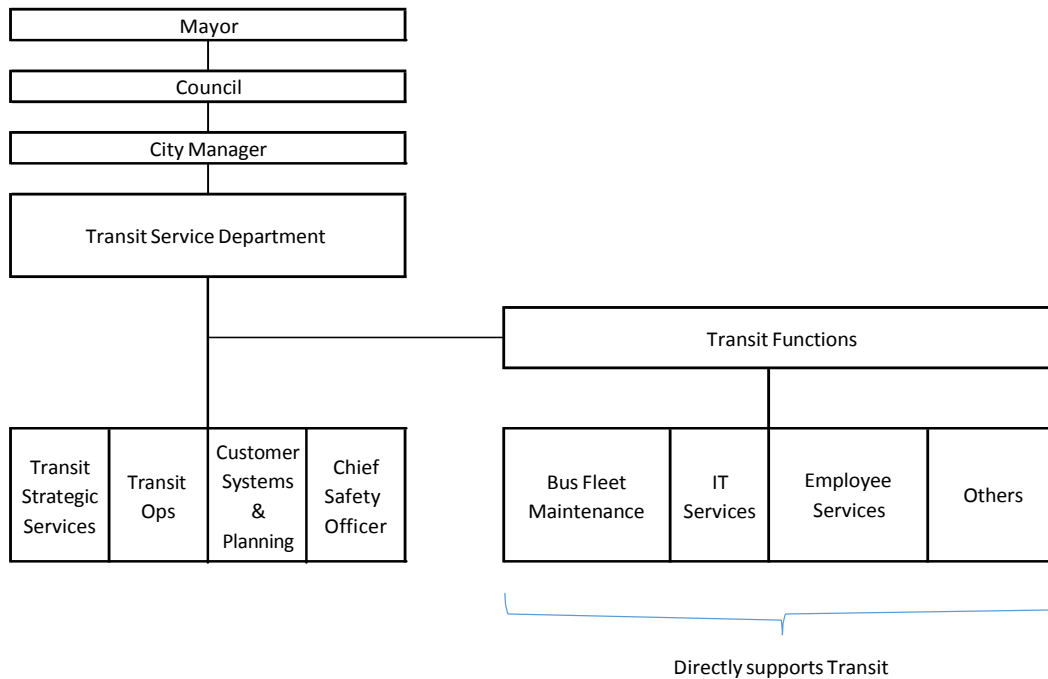 Mayor
Council
City Manager
Transit Service Department
Transit Functions
Transit
Strategic
Services
Transit
Ops
Customer
Systems
&
Planning
Chief
Safety
Officer
Bus Fleet
Maintenance
IT
Services
Employee
Services
Others
Directly supports Transit